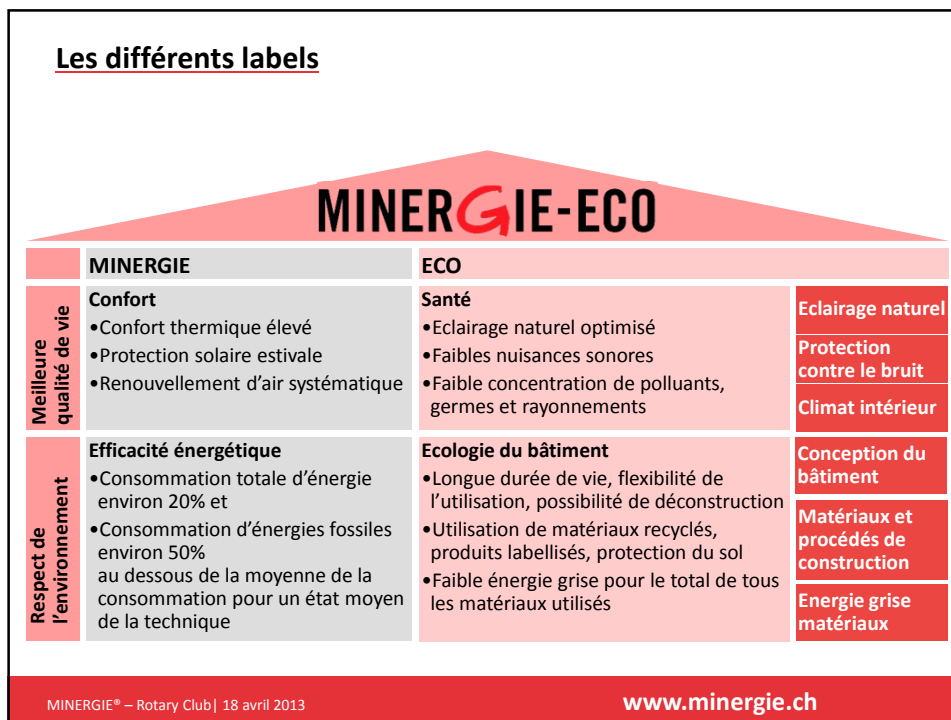 Les différents labels
MINERGIE-ECO
MINERGIE
ECO
Meilleure
qualité de vie
Confort
•Confort thermique élevé
•Protection solaire estivale
•Renouvellement d'air systématique
Santé
•Eclairage naturel optimisé
•Faibles nuisances sonores
•Faible concentration de polluants,
germes et rayonnements
Eclairage naturel
Protection
contre le bruit
Climat intérieur
Respect de
l'environnement
Efficacité énergétique
•Consommation totale d'énergie
environ 20% et
•Consommation d'énergies fossiles
environ 50%
au dessous de la moyenne de la
consommation pour un état moyen
de la technique
Ecologie du bâtiment
•Longue durée de vie, flexibilité de
l'utilisation, possibilité de déconstruction
•Utilisation de matériaux recyclés,
produits labellisés, protection du sol
•Faible énergie grise pour le total de tous
les matériaux utilisés
Conception du
bâtiment
Matériaux et
procédés de
construction
Energie grise
matériaux
MINERGIE® – Rotary Club| 18 avril 2013
www.minergie.ch